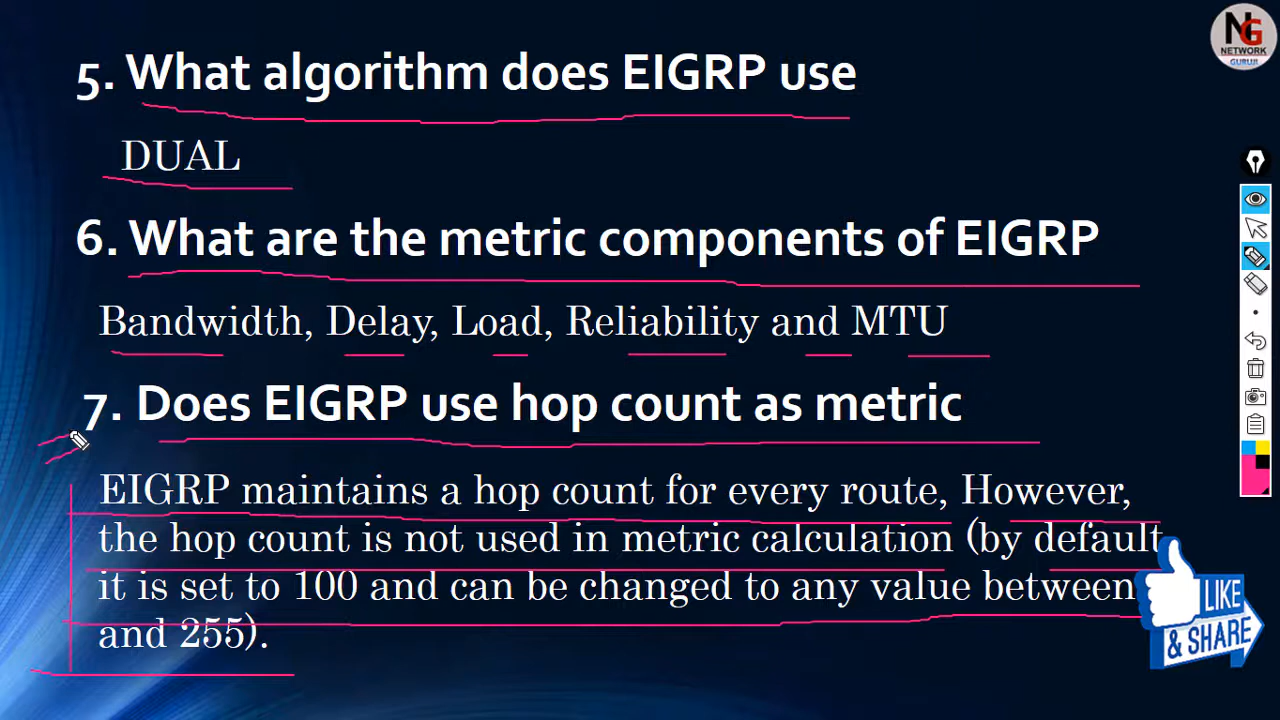 NG
NETWORK
GURUJI
5. What algorithm does EIGRP use
DUAL
6. What are the metric components of EIGRP
Bandwidth, Delay, Load, Reliability and MTU
7. Does EIGRP use hop count as metric
EIGRP maintains a hop count for every route, However,
the hop count is not used in metric calculation (by default
it is set to 100 and can be changed to any value between
and 255).
LIKE
& SHARE